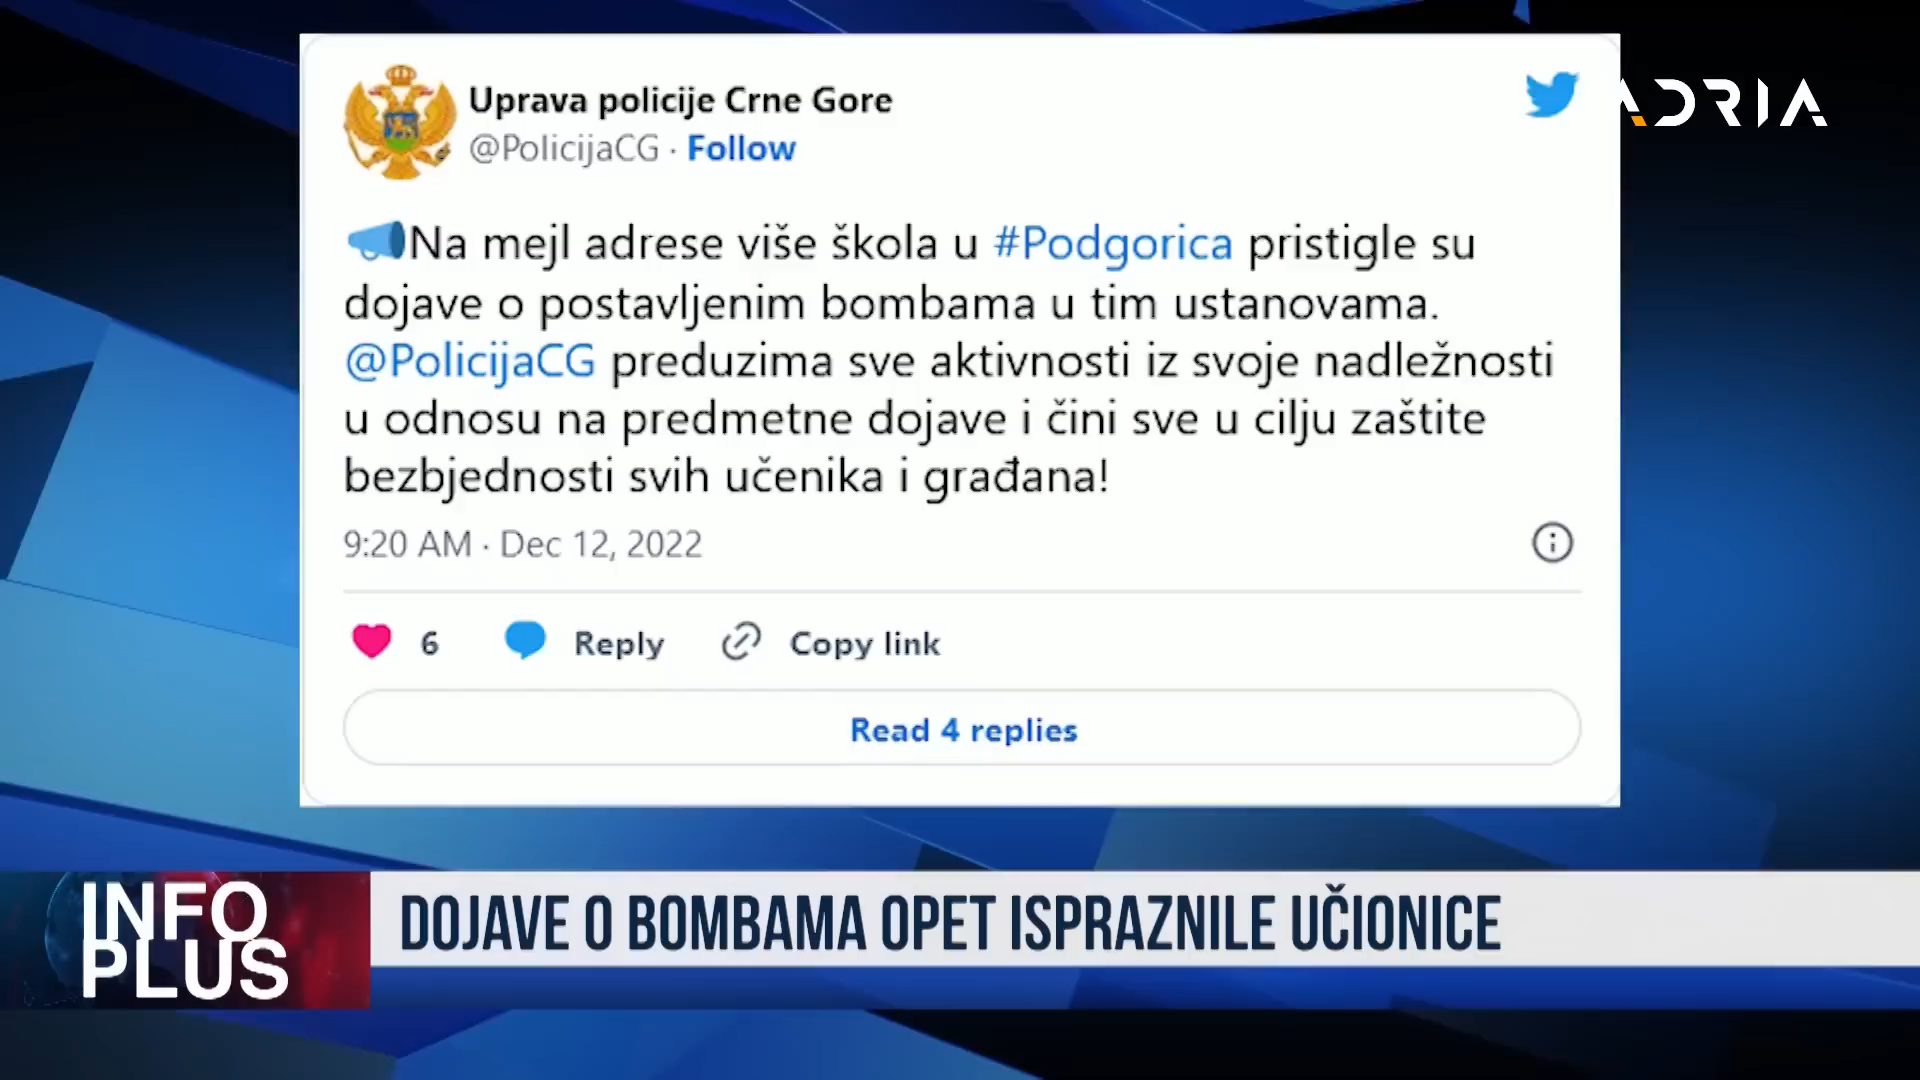 Uprava policije Crne Gore
@PolicijaCG · Follow
ADRIA
Na mejl adrese više škola u #Podgorica pristigle su
dojave o postavljenim bombama u tim ustanovama.
@PolicijaCG preduzima sve aktivnosti iz svoje nadležnosti
u odnosu na predmetne dojave i čini sve u cilju zaštite
bezbjednosti svih učenika i građana!
9:20 AM · Dec 12, 2022
6 Reply Copy link
Read 4 replies
INFO
PLUS
DOJAVE O BOMBAMA OPET ISPRAZNILE UČIONICE